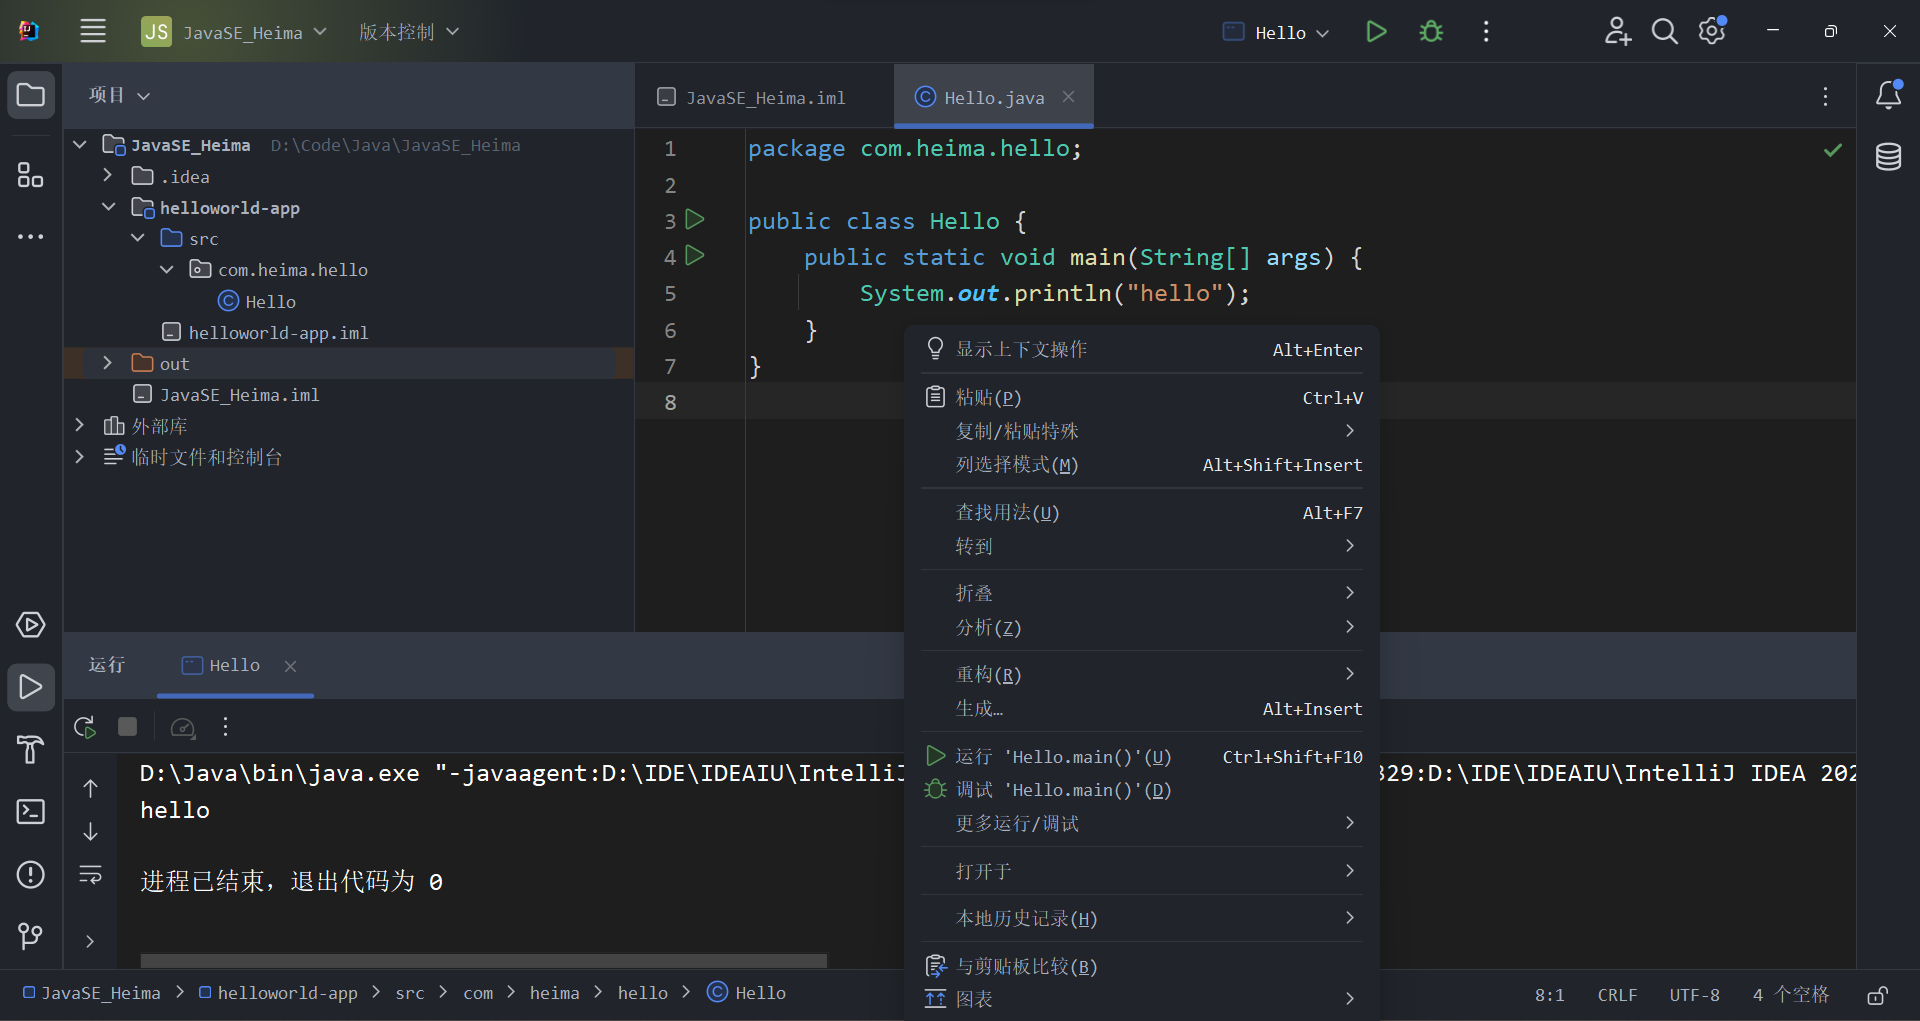 JS JavaSE_Heima 版本控制 Hello
项目
JavaSE_Heima.iml Hello.java
JavaSE_Heima D:\Code\Java\JavaSE_Heima
.idea
helloworld-app
src
com.heima.hello
Hello
helloworld-app.iml
out
JavaSE_Heima.iml
外部库
临时文件和控制台
1 package com.heima.hello;
2
3 public class Hello {
4 public static void main(String[] args) {
5 System.out.println("hello");
6 }
7 }
8
显示上下文操作 Alt+Enter
粘贴(P) Ctrl+V
复制/粘贴特殊
列选择模式(M) Alt+Shift+Insert
查找用法(U) Alt+F7
转到
折叠
分析(Z)
重构(R)
生成… Alt+Insert
运行 'Hello.main()'(U) Ctrl+Shift+F10
调试 'Hello.main()'(D)
更多运行/调试
打开于
本地历史记录(H)
与剪贴板比较(B)
图表
运行 Hello
D:\Java\bin\java.exe "-javaagent:D:\IDE\IDEAIU\IntelliJ 329:D:\IDE\IDEAIU\IntelliJ IDEA 202
hello
进程已结束，退出代码为 0
JavaSE_Heima > helloworld-app > src > com > heima > hello > Hello
8:1 CRLF UTF-8 4 个空格